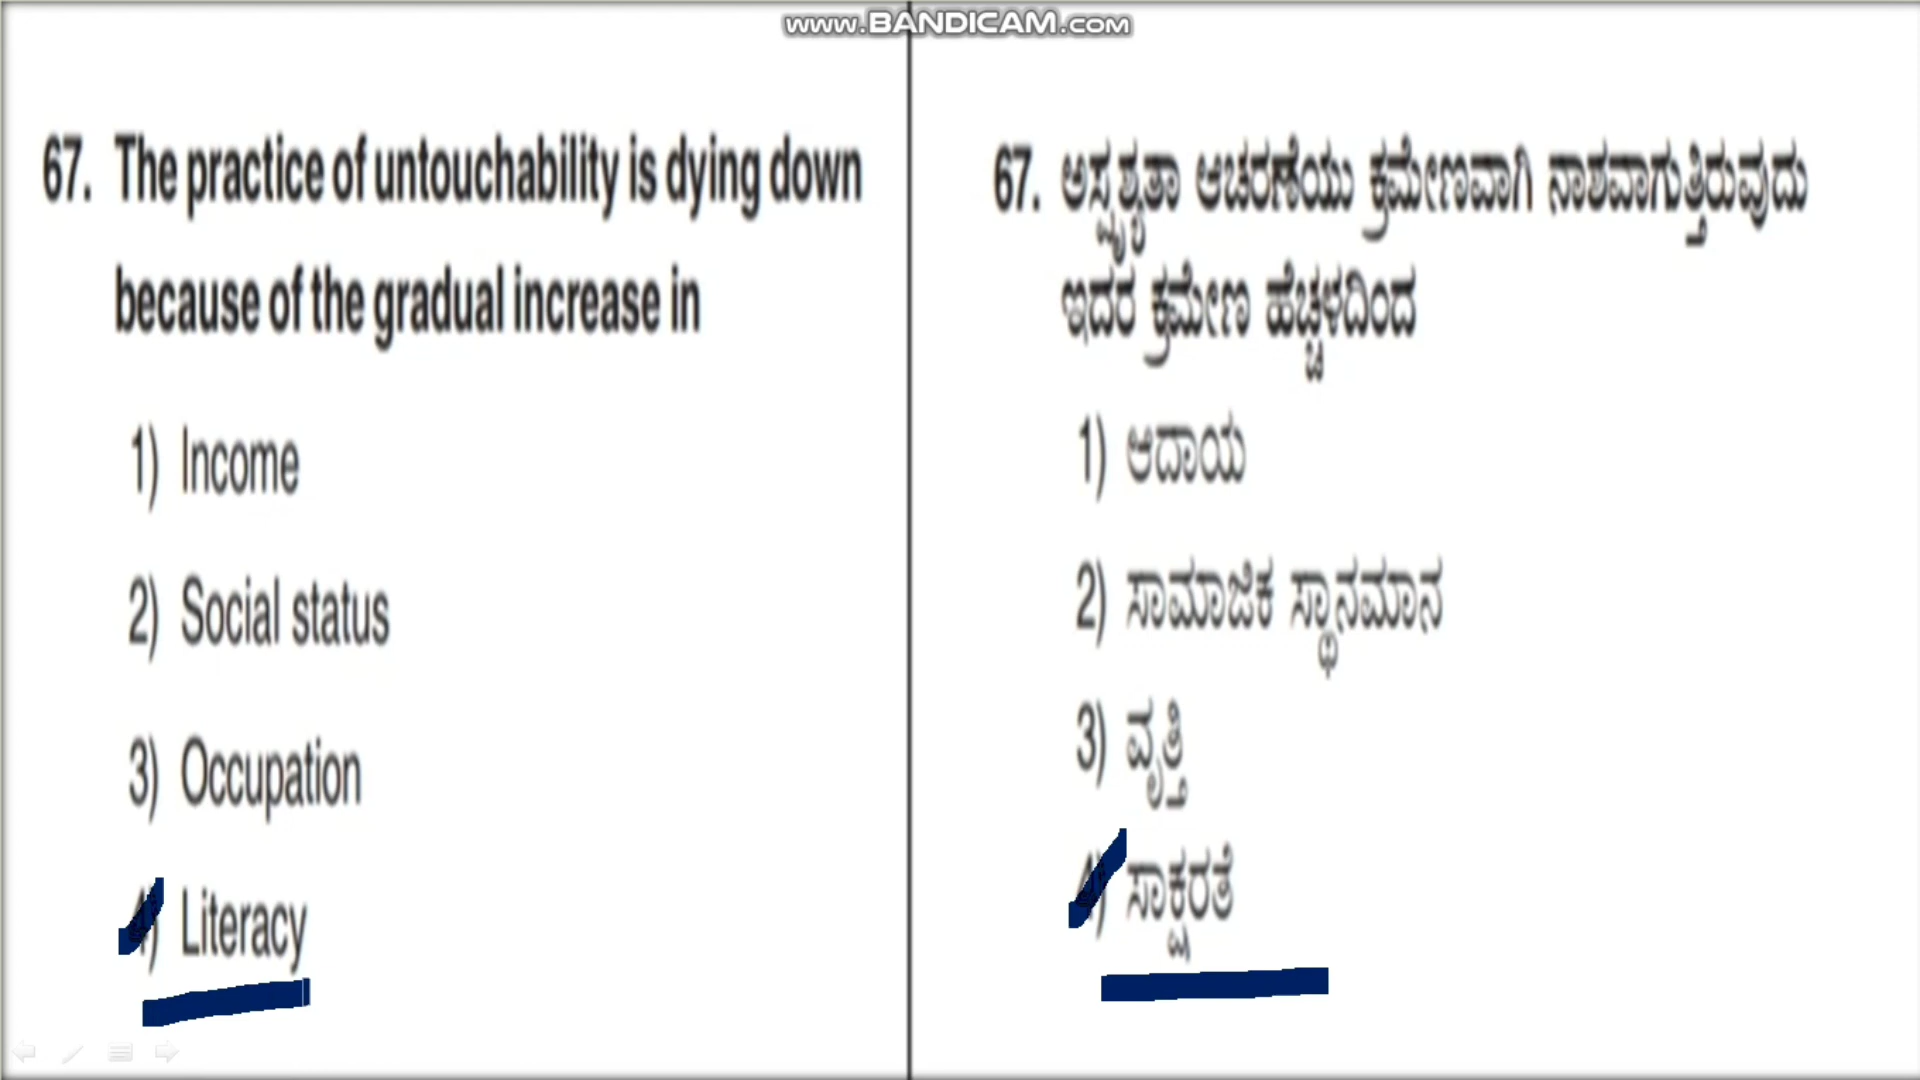 www.BANDICAM.com
67. The practice of untouchability is dying down
because of the gradual increase in
1) Income
2) Social status
3) Occupation
4) Literacy
67. ಅಸ್ಪೃಶ್ಯತಾ ಆಚರಣೆಯು ಕ್ರಮೇಣವಾಗಿ ನಾಶವಾಗುತ್ತಿರುವುದು
ಇದರ ಕ್ರಮೇಣ ಹೆಚ್ಚಳದಿಂದ
1) ಆದಾಯ
2) ಸಾಮಾಜಿಕ ಸ್ಥಾನಮಾನ
3) ವೃತ್ತಿ
4) ಸಾಕ್ಷರತೆ